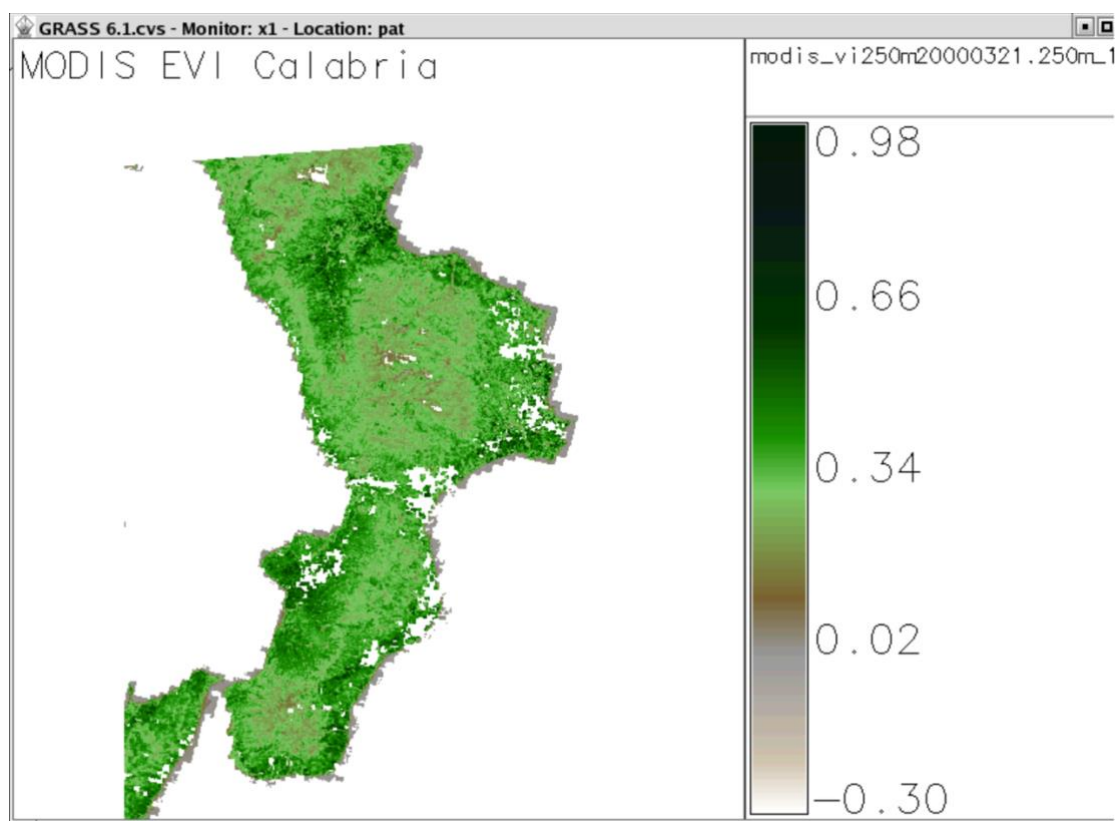 GRASS 6.1.cvs - Monitor: x1 - Location: pat
MODIS EVI Calabria
modis_vi250m20000321.250m_1
0.98
0.66
0.34
0.02
-0.30